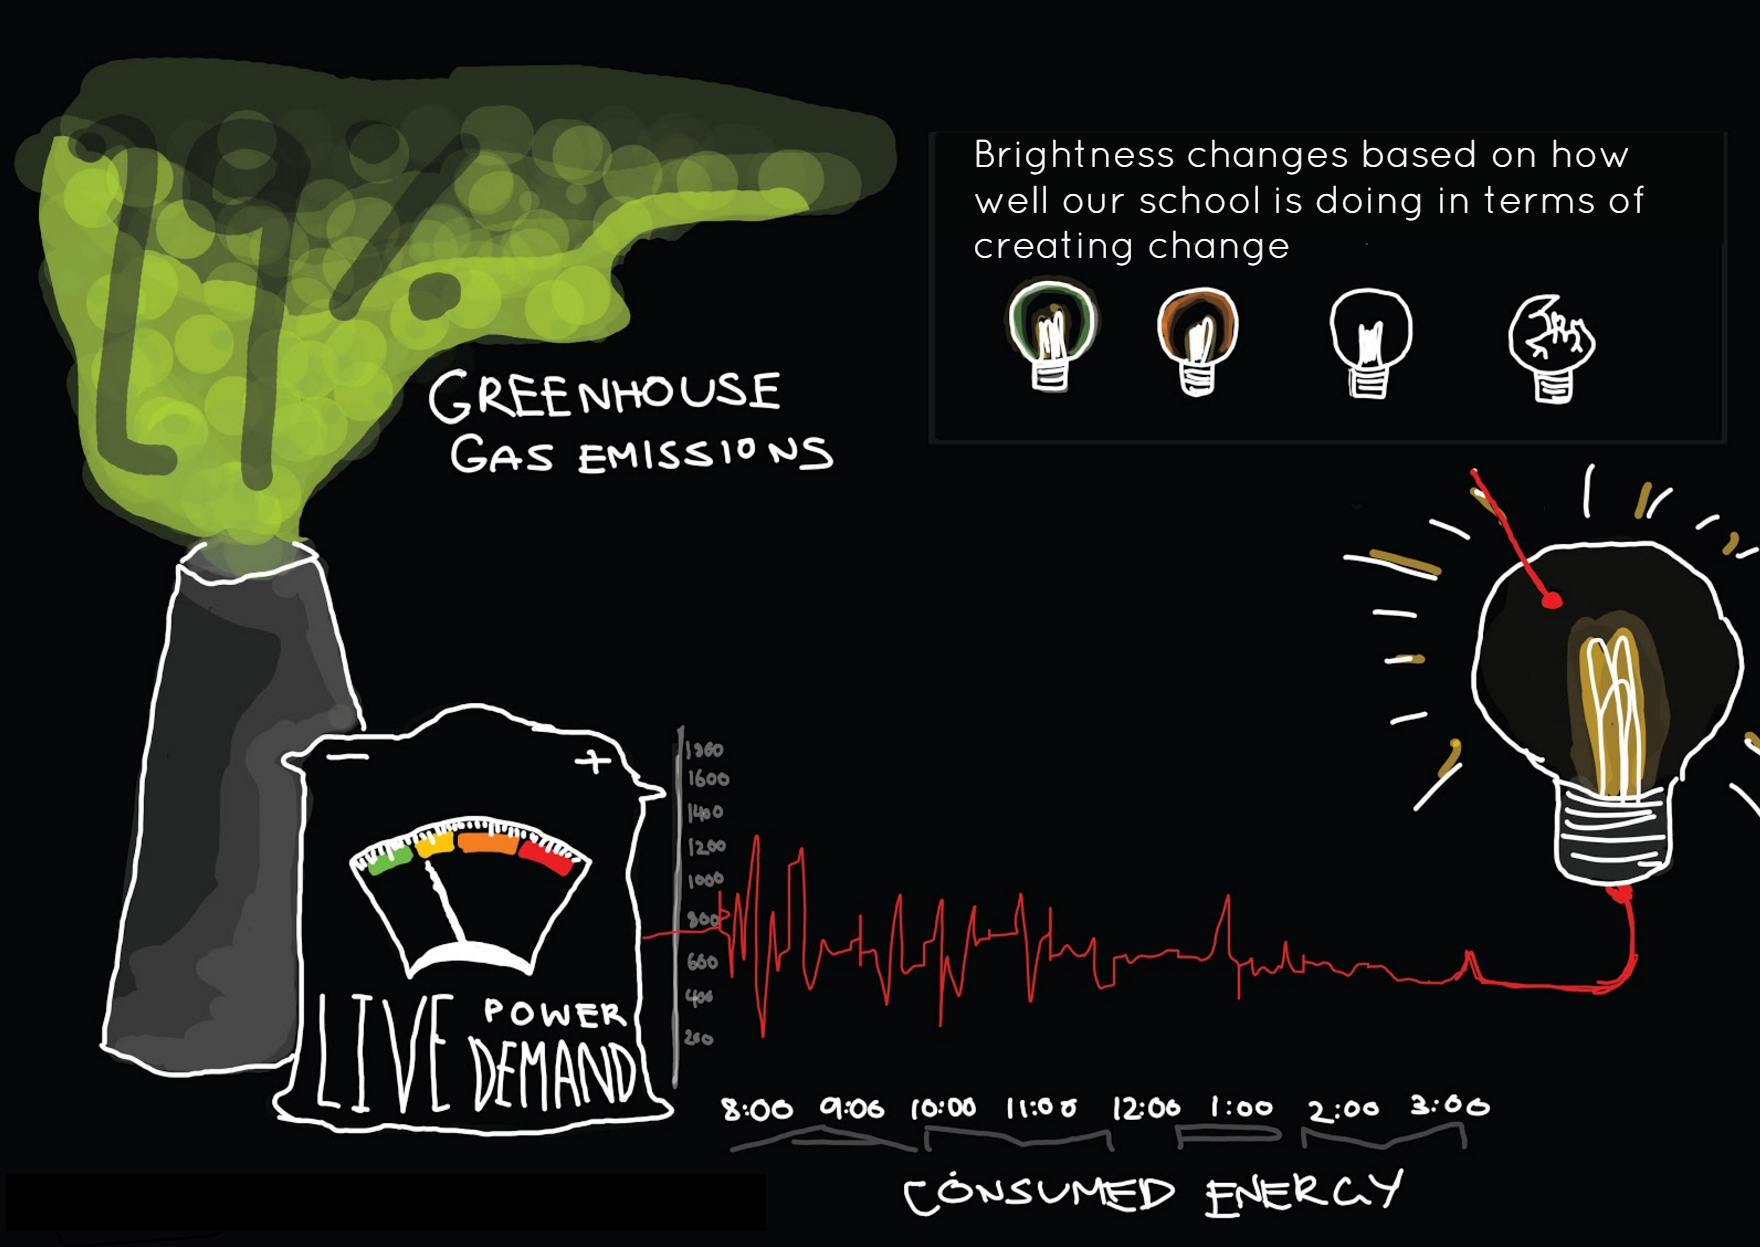 19%
Brightness changes based on how
well our school is doing in terms of
creating change
GREENHOUSE
GAS EMISSIONS
- +
1800
1600
1400
1200
1000
800
600
400
200
LIVE POWER
DEMAND
8:00 9:00 10:00 11:00 12:00 1:00 2:00 3:00
CONSUMED ENERGY